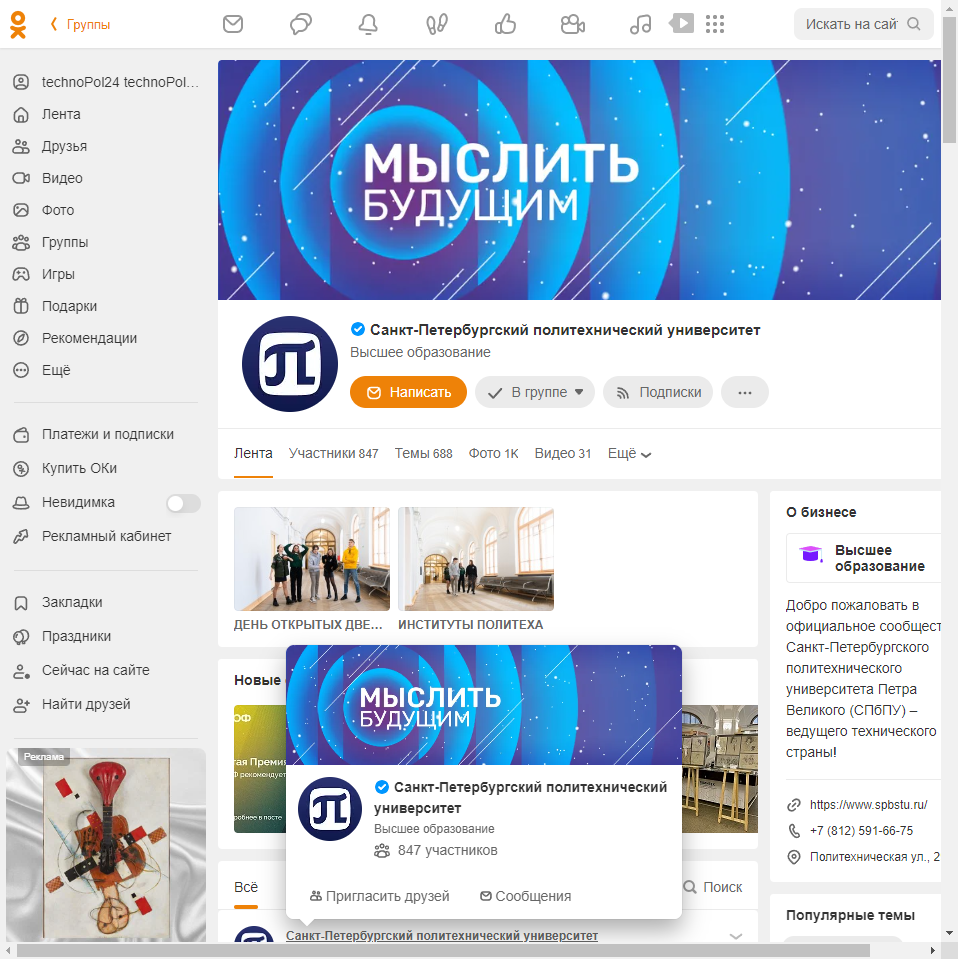 Группы
Искать на сай
technoPol24 technoPol…
Лента
Друзья
Видео
Фото
Группы
Игры
Подарки
Рекомендации
Ещё
Платежи и подписки
Купить ОКи
Невидимка
Рекламный кабинет
Закладки
Праздники
Сейчас на сайте
Найти друзей
Реклама
МЫСЛИТЬ
БУДУЩИМ
Санкт-Петербургский политехнический университет
Высшее образование
Написать
В группе
Подписки
Лента
Участники 847
Темы 688
Фото 1K
Видео 31
Ещё
ДЕНЬ ОТКРЫТЫХ ДВЕ…
ИНСТИТУТЫ ПОЛИТЕХА
Новые
МЫСЛИТЬ
БУДУЩИМ
Санкт-Петербургский политехнический
университет
Высшее образование
847 участников
Пригласить друзей
Сообщения
Всё
Поиск
Санкт-Петербургский политехнический университет
О бизнесе
Высшее
образование
Добро пожаловать в
официальное сообщест
Санкт-Петербургского
политехнического
университета Петра
Великого (СПбПУ) –
ведущего технического
страны!
https://www.spbstu.ru/
+7 (812) 591-66-75
Политехническая ул., 2
Популярные темы